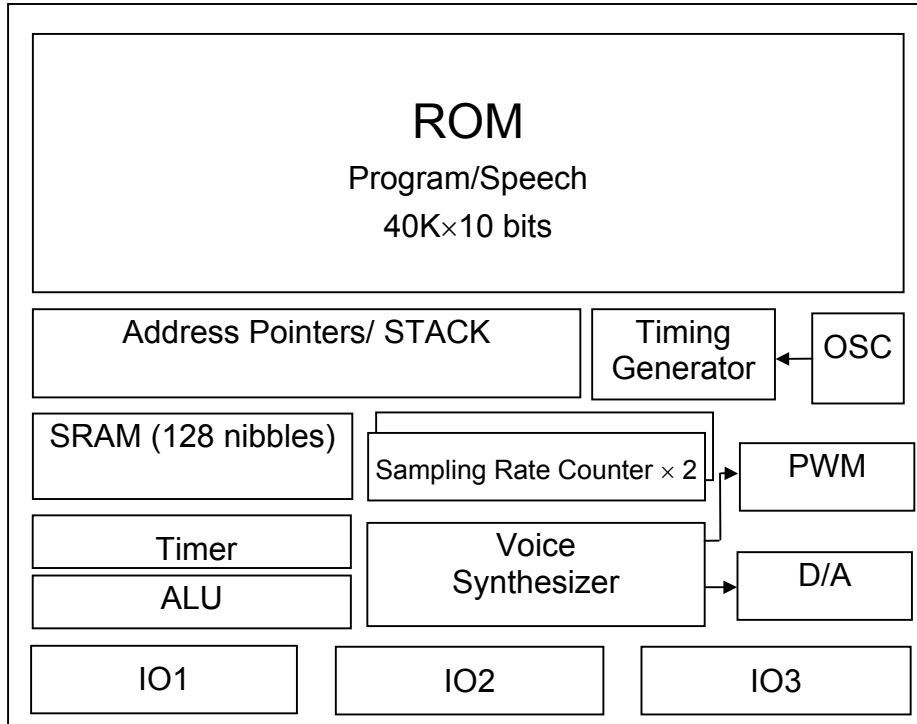 ROM
Program/Speech
40K×10 bits
Address Pointers/ STACK
Timing
Generator
OSC
SRAM (128 nibbles)
Sampling Rate Counter × 2
PWM
Timer
Voice
Synthesizer
D/A
ALU
IO1
IO2
IO3